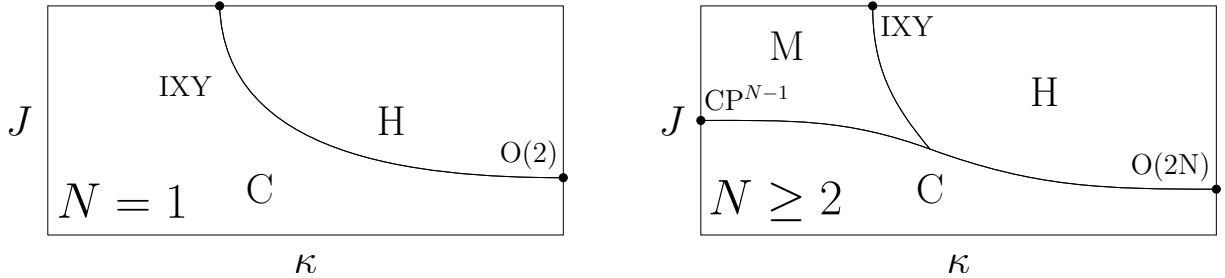 IXY
J
H
O(2)
N = 1
C
κ
IXY
M
CP^{N−1}
H
J
O(2N)
N ≥ 2
C
κ